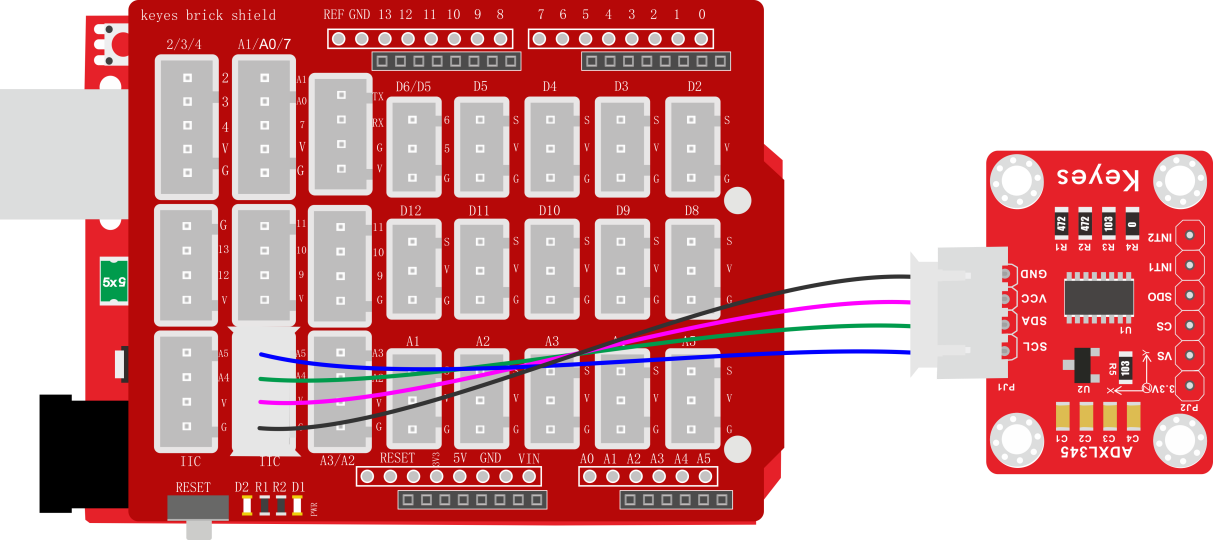 keyes brick shield
REF GND 13 12 11 10 9 8
7 6 5 4 3 2 1 0
2/3/4
A1/A0/7
2
3
4
V
G
A1
A0
7
V
G
TX
RX
G
V
D6/D5
D5
D4
D3
D2
6
5
G
S
V
G
S
V
G
S
V
G
S
V
G
G
13
12
V
11
10
9
V
11
10
9
G
D12
D11
D10
D9
D8
S
V
G
S
V
G
S
V
G
S
V
G
S
V
G
A5
A4
V
G
A5
A4
V
G
A3
A2
V
G
A1
A2
A3
A5
S
V
G
S
V
G
S
V
G
S
V
G
S
V
G
IIC
IIC
A3/A2
RESET
3V3
5V
GND
VIN
A0 A1 A2 A3 A4 A5
RESET
D2 R1 R2 D1
PWR
5x5
Keyes
472
472
103
0
R1
R2
R3
R4
INT2
INT1
SDO
CS
VS
3.3V
PJ2
GND
VCC
SDA
SCL
PJ1
U1
U2
R5
103
C1
C2
C3
C4
ADXL345